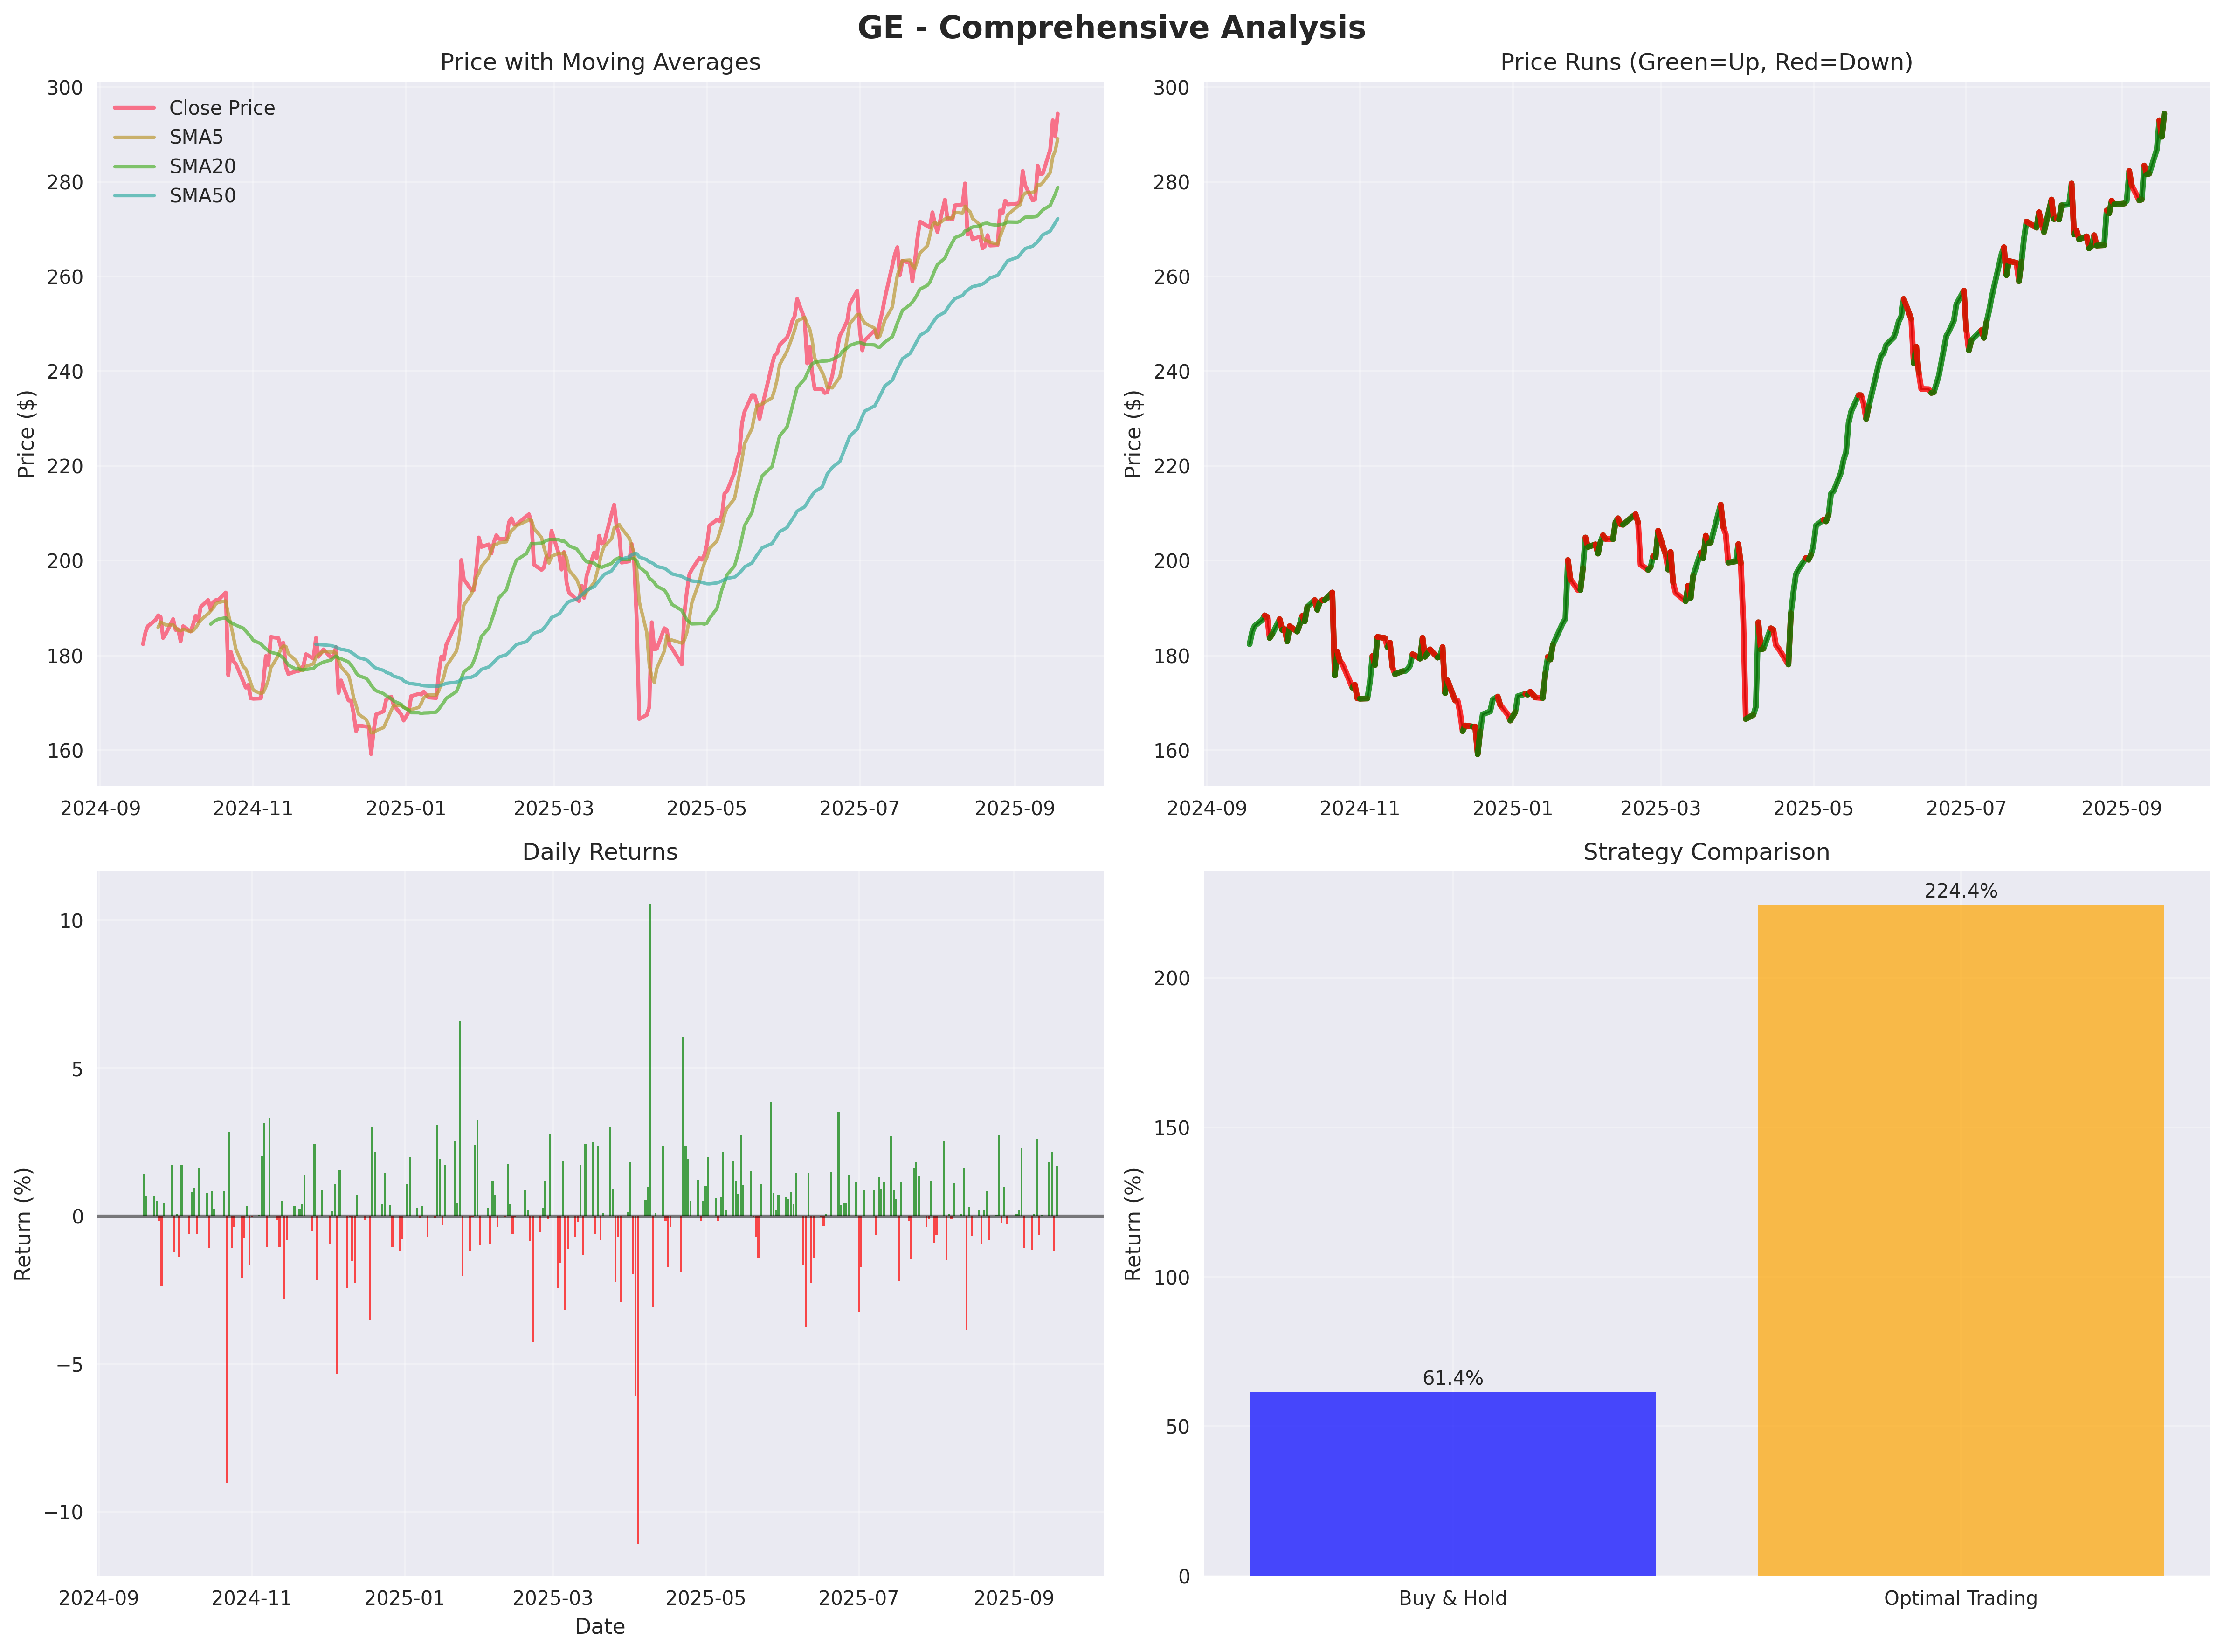 GE - Comprehensive Analysis
Price with Moving Averages
Price ($)
300
280
260
240
220
200
180
160
Close Price
SMA5
SMA20
SMA50
2024-09 2024-11 2025-01 2025-03 2025-05 2025-07 2025-09
Price Runs (Green=Up, Red=Down)
Price ($)
300
280
260
240
220
200
180
160
2024-09 2024-11 2025-01 2025-03 2025-05 2025-07 2025-09
Daily Returns
Return (%)
10
5
0
−5
−10
2024-09 2024-11 2025-01 2025-03 2025-05 2025-07 2025-09
Date
Strategy Comparison
Return (%)
200
150
100
50
0
61.4%
224.4%
Buy & Hold Optimal Trading